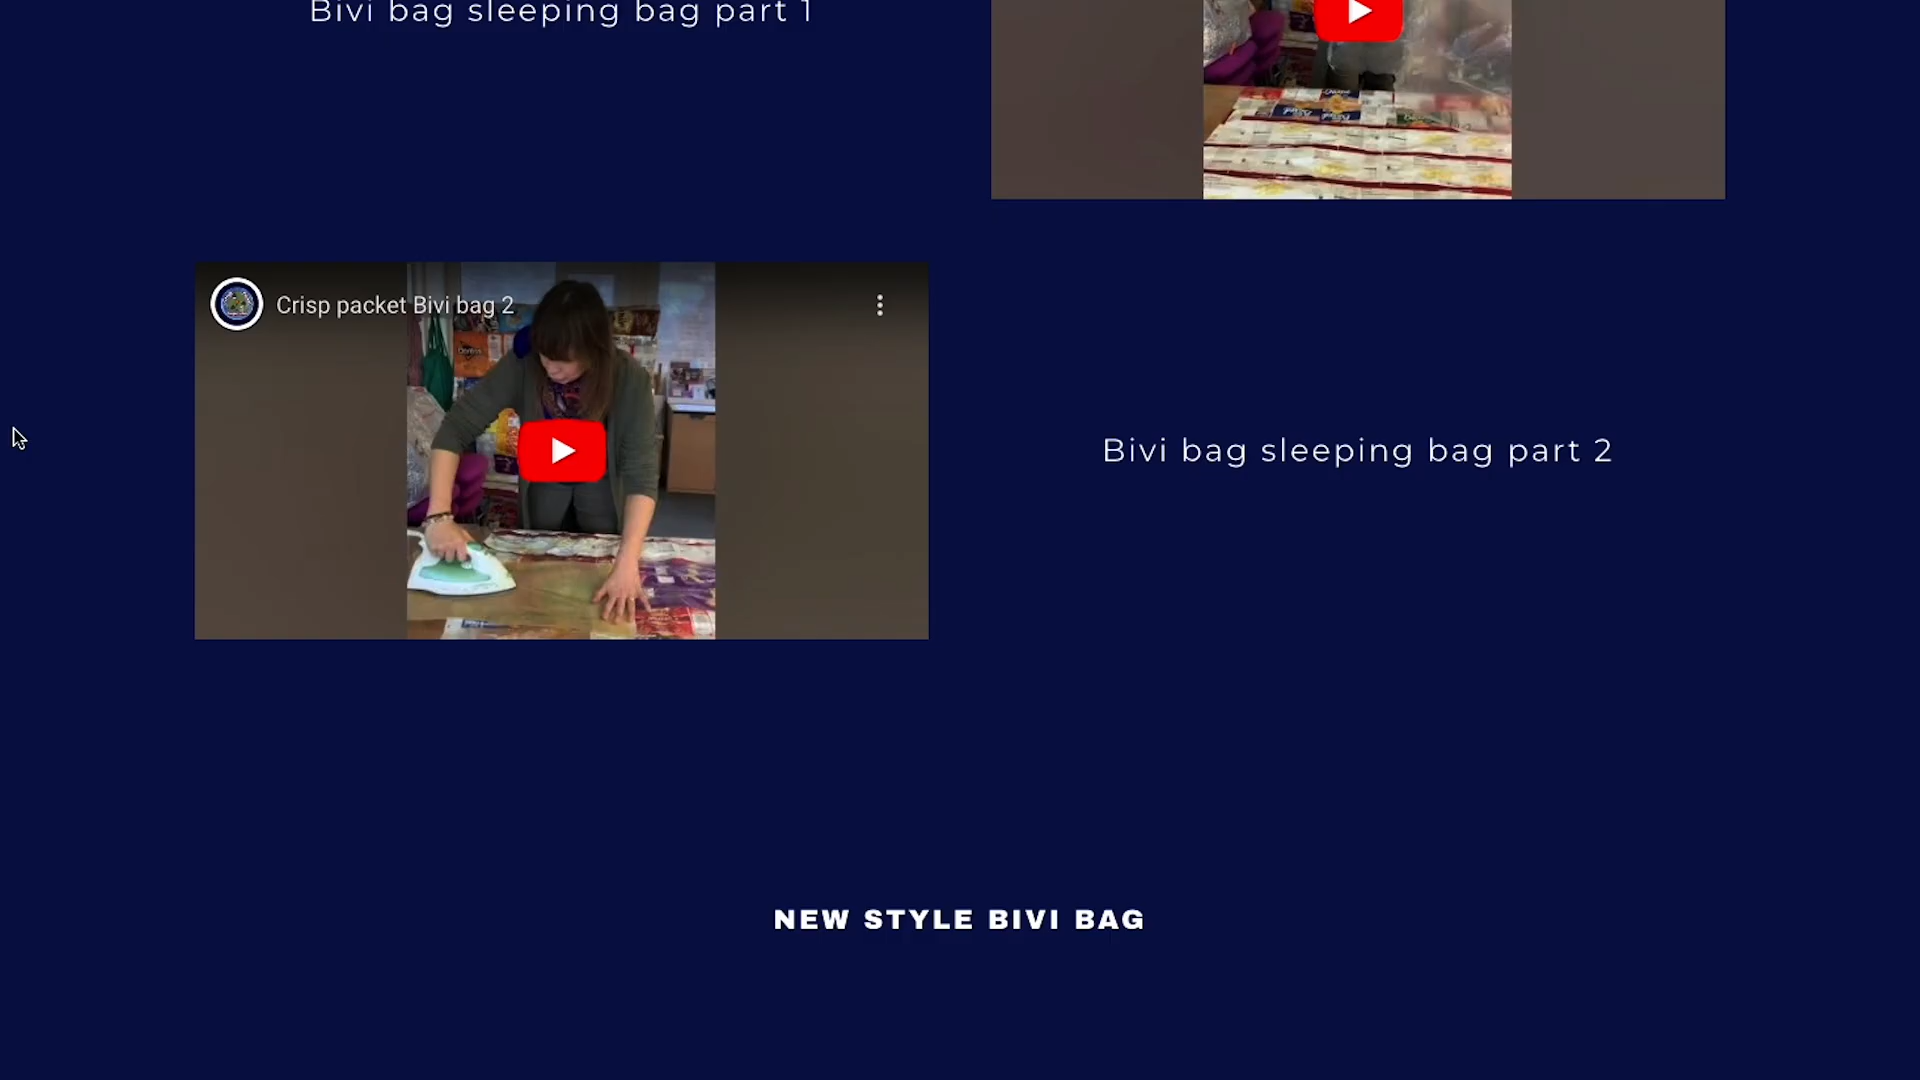 Bivi bag sleeping bag part 1
Crisp packet Bivi bag 2
Bivi bag sleeping bag part 2
NEW STYLE BIVI BAG